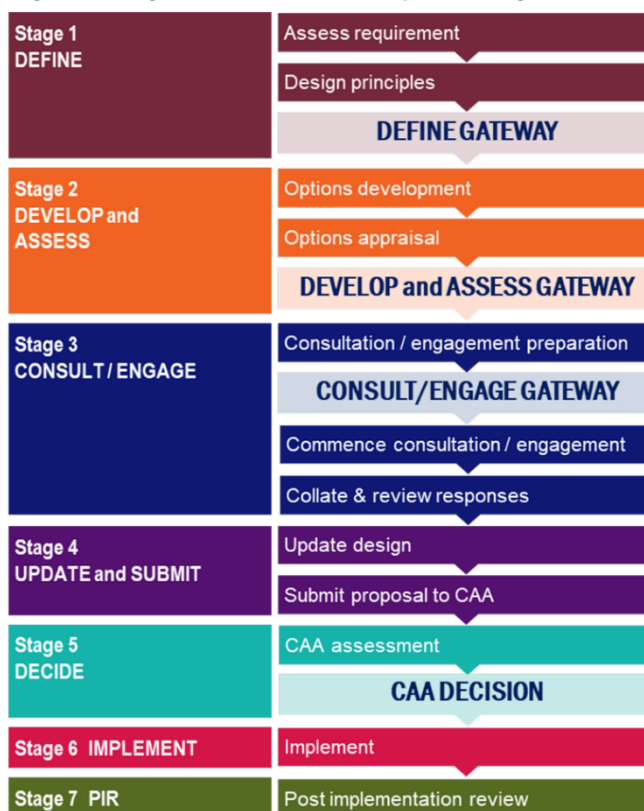 Stage 1
DEFINE
Assess requirement
Design principles
DEFINE GATEWAY
Stage 2
DEVELOP and
ASSESS
Options development
Options appraisal
DEVELOP and ASSESS GATEWAY
Stage 3
CONSULT / ENGAGE
Consultation / engagement preparation
CONSULT/ENGAGE GATEWAY
Commence consultation / engagement
Collate & review responses
Stage 4
UPDATE and SUBMIT
Update design
Submit proposal to CAA
Stage 5
DECIDE
CAA assessment
CAA DECISION
Stage 6 IMPLEMENT
Implement
Stage 7 PIR
Post implementation review